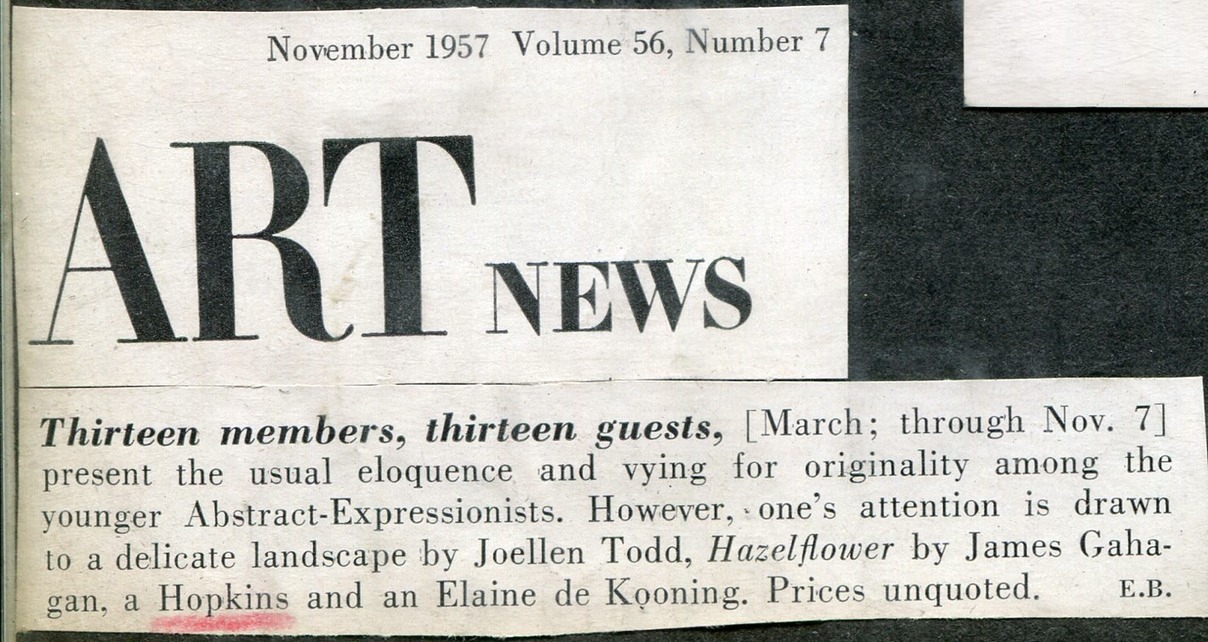 November 1957 Volume 56, Number 7
ART NEWS
Thirteen members, thirteen guests, [March; through Nov. 7]
present the usual eloquence and vying for originality among the
younger Abstract-Expressionists. However, one's attention is drawn
to a delicate landscape by Joellen Todd, Hazelflower by James Gaha-
gan, a Hopkins and an Elaine de Kooning. Prices unquoted. E.B.